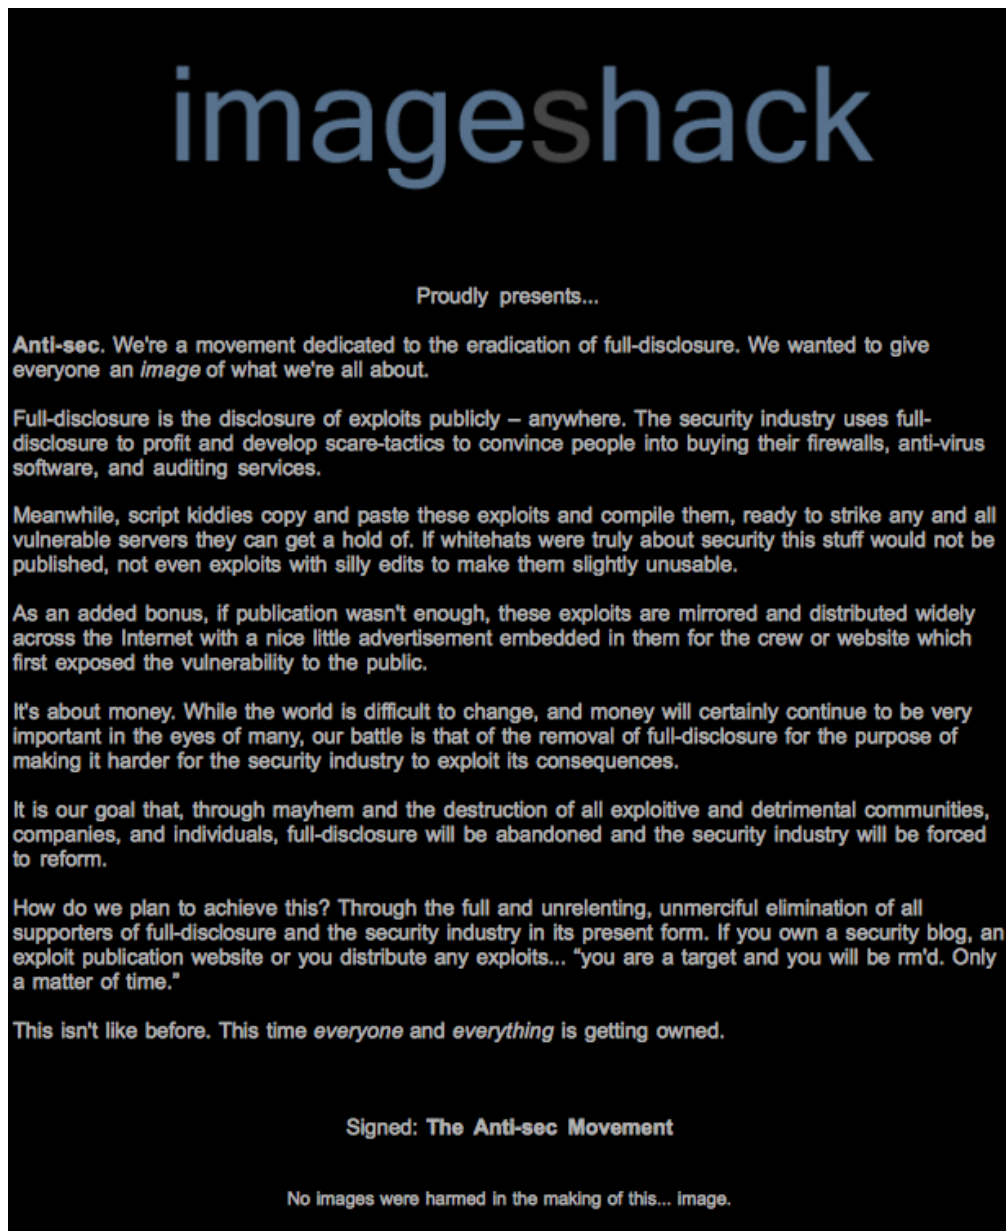 imageshack
Proudly presents...
Anti-sec. We're a movement dedicated to the eradication of full-disclosure. We wanted to give
everyone an image of what we're all about.
Full-disclosure is the disclosure of exploits publicly – anywhere. The security industry uses full-
disclosure to profit and develop scare-tactics to convince people into buying their firewalls, anti-virus
software, and auditing services.
Meanwhile, script kiddies copy and paste these exploits and compile them, ready to strike any and all
vulnerable servers they can get a hold of. If whitehats were truly about security this stuff would not be
published, not even exploits with silly edits to make them slightly unusable.
As an added bonus, if publication wasn't enough, these exploits are mirrored and distributed widely
across the Internet with a nice little advertisement embedded in them for the crew or website which
first exposed the vulnerability to the public.
It's about money. While the world is difficult to change, and money will certainly continue to be very
important in the eyes of many, our battle is that of the removal of full-disclosure for the purpose of
making it harder for the security industry to exploit its consequences.
It is our goal that, through mayhem and the destruction of all exploitive and detrimental communities,
companies, and individuals, full-disclosure will be abandoned and the security industry will be forced
to reform.
How do we plan to achieve this? Through the full and unrelenting, unmerciful elimination of all
supporters of full-disclosure and the security industry in its present form. If you own a security blog, an
exploit publication website or you distribute any exploits... “you are a target and you will be rm'd. Only
a matter of time.”
This isn't like before. This time everyone and everything is getting owned.
Signed: The Anti-sec Movement
No images were harmed in the making of this... image.